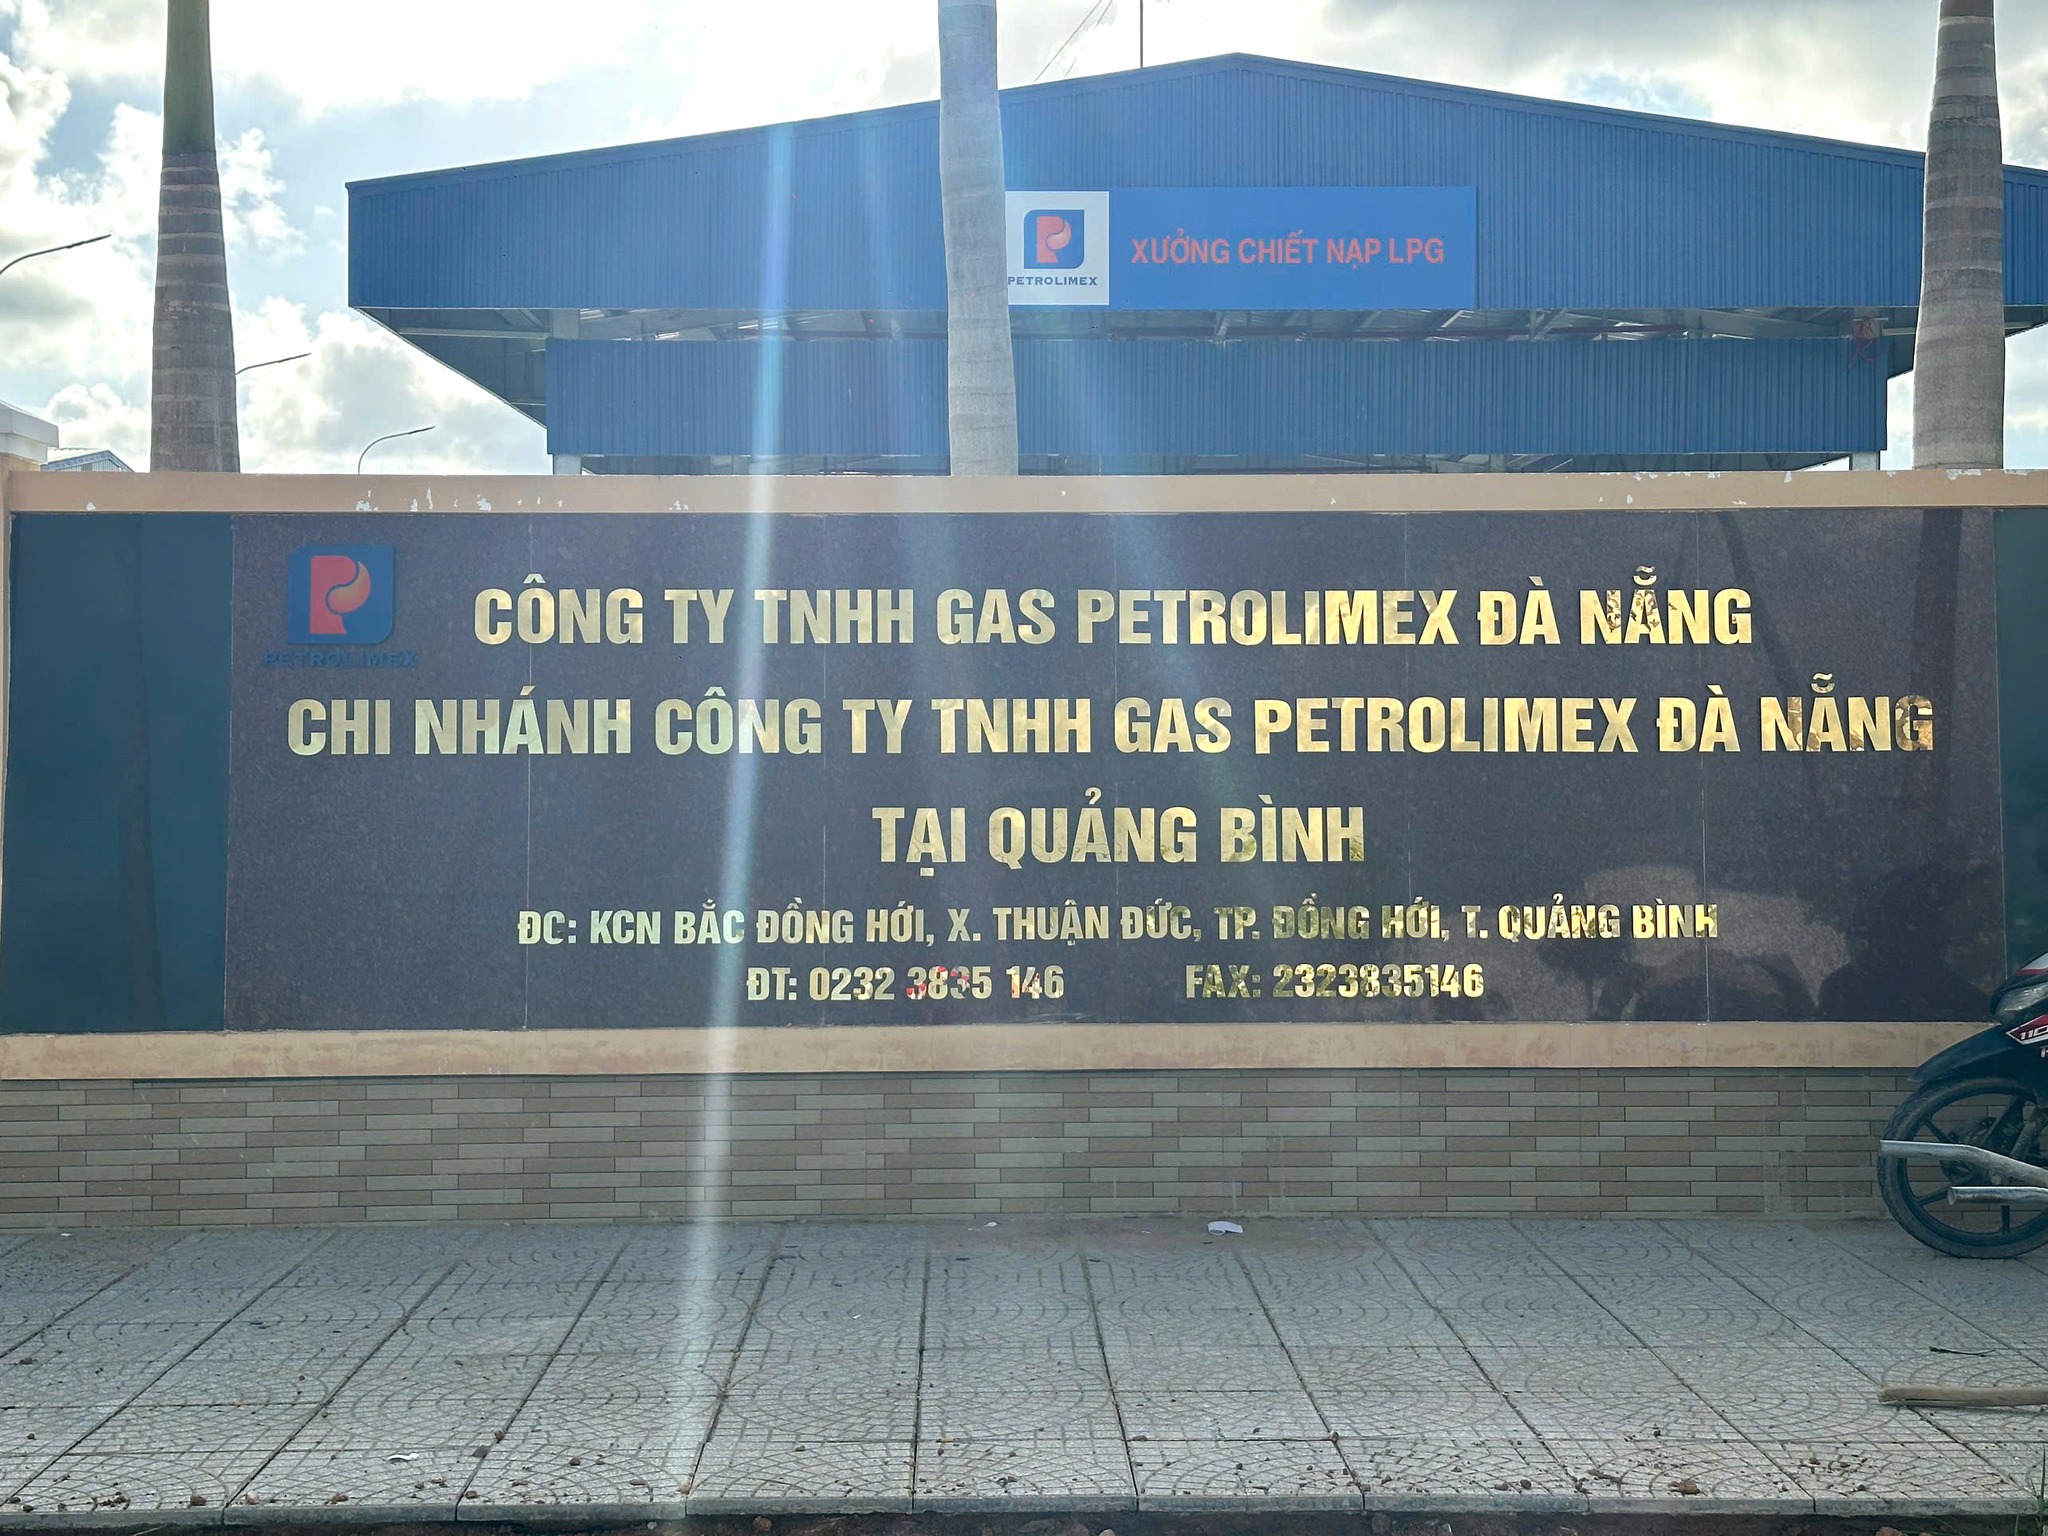 PETROLIMEX
XƯỞNG CHIẾT NẠP LPG
PETROLIMEX
CÔNG TY TNHH GAS PETROLIMEX ĐÀ NẴNG
CHI NHÁNH CÔNG TY TNHH GAS PETROLIMEX ĐÀ NẴNG
TẠI QUẢNG BÌNH
ĐC: KCN BẮC ĐỒNG HỚI, X. THUẬN ĐỨC, TP. ĐỒNG HỚI, T. QUẢNG BÌNH
ĐT: 0232 3835 146 FAX: 2323835146
110